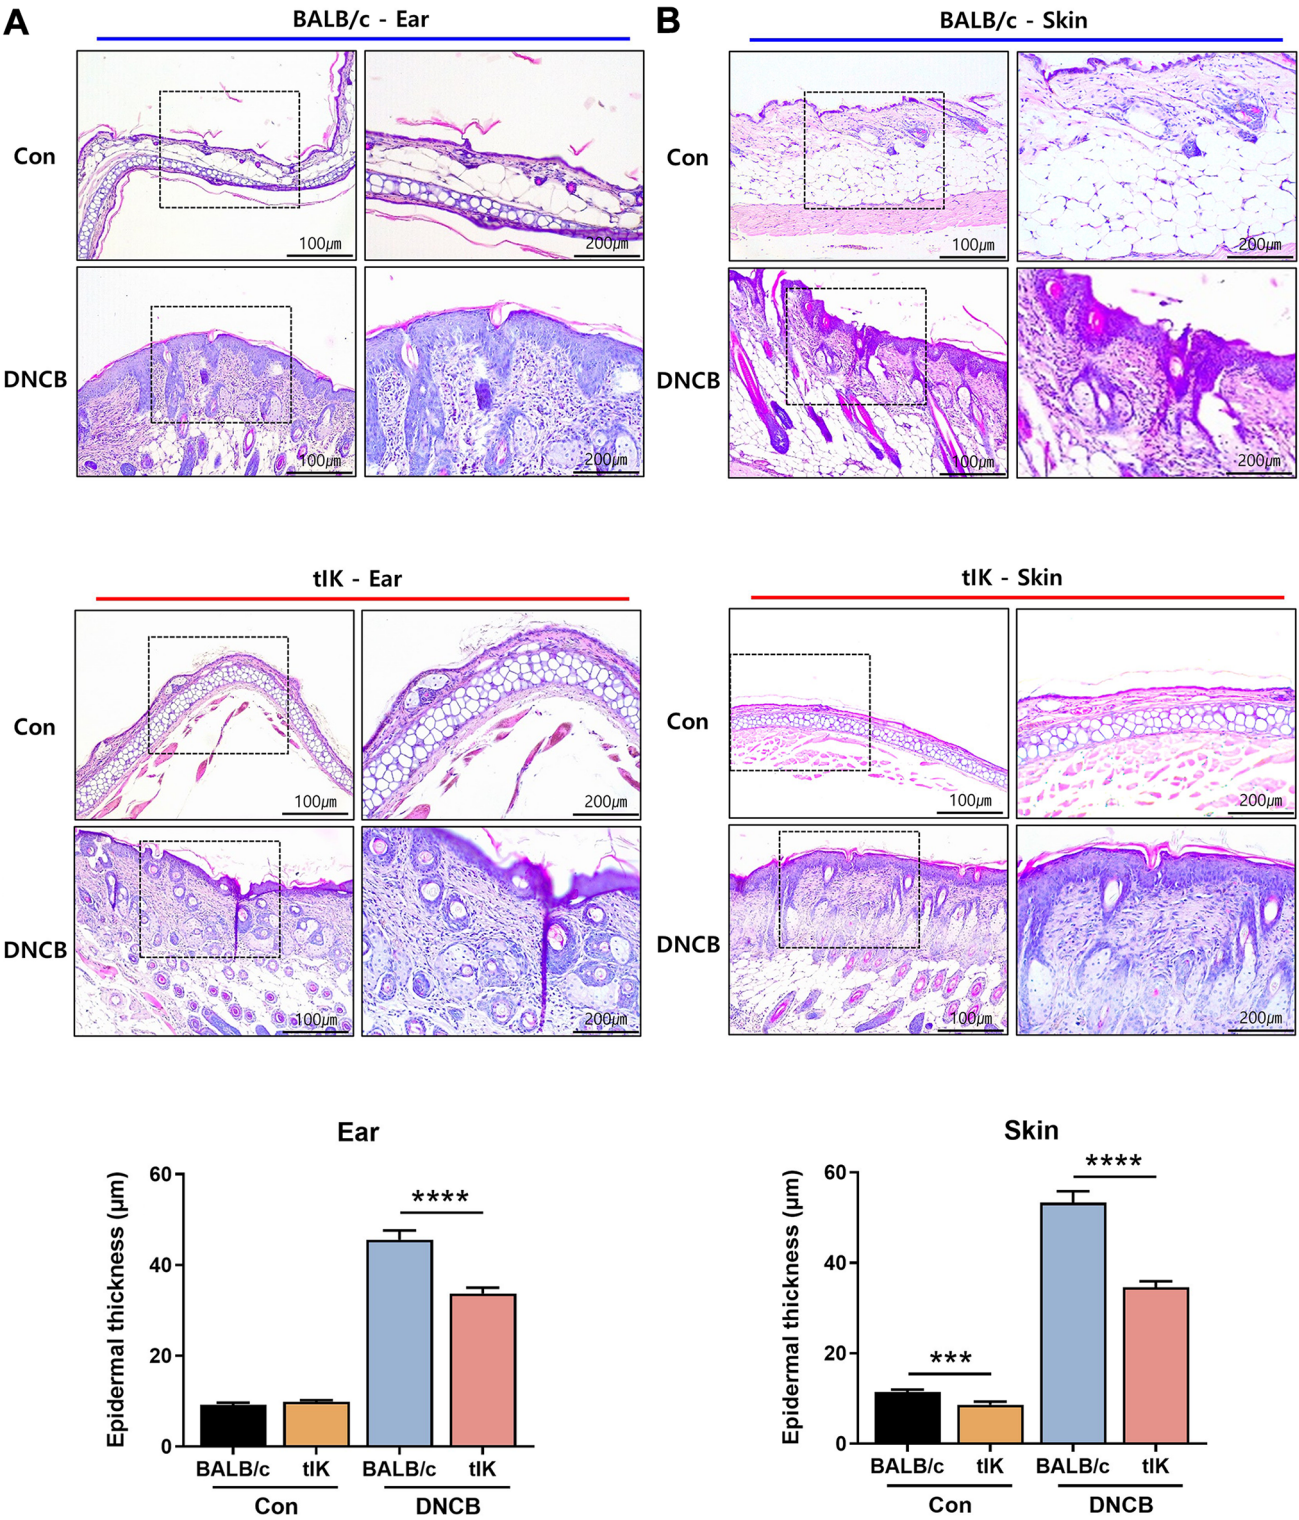 A
BALB/c - Ear
Con
100㎛
200㎛
DNCB
100㎛
200㎛
B
BALB/c - Skin
Con
100㎛
200㎛
DNCB
100㎛
200㎛
tIK - Ear
Con
100㎛
200㎛
DNCB
100㎛
200㎛
tIK - Skin
Con
100㎛
200㎛
DNCB
100㎛
200㎛
Ear
Epidermal thickness (μm)
60
40
20
0
****
BALB/c tIK BALB/c tIK
Con DNCB
Skin
Epidermal thickness (μm)
60
40
20
0
***
****
BALB/c tIK BALB/c tIK
Con DNCB